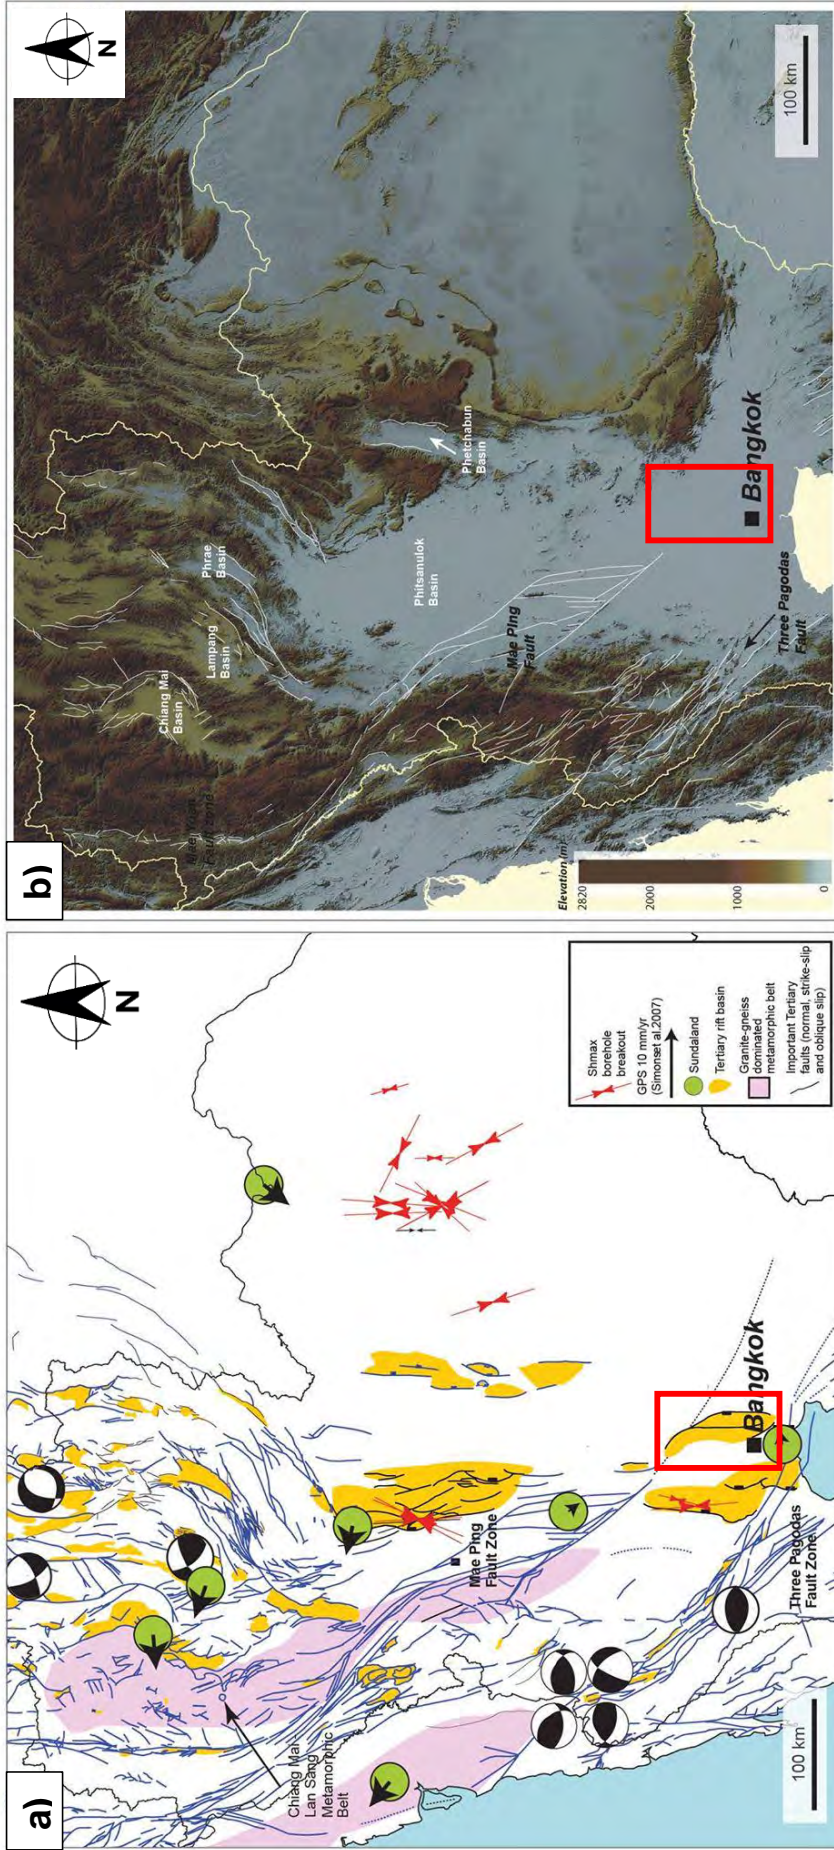 a)
N
Chiang Mai-
Lan Sang
Metamorphic
Belt
Mae Ping
Fault Zone
Three Pagodas
Fault Zone
Bangkok
100 km
Shmax
borehole
breakout
GPS 10 mm/yr
(Simonset al.2007)
Sundaland
Tertiary rift basin
Granite-gneiss
dominated
metamorphic belt
Important Tertiary
faults (normal, strike-slip
and oblique slip)
b)
N
Chiang Mai
Basin
Lampang
Basin
Phrae
Basin
Phitsanulok
Basin
Phetchabun
Basin
Mae Ping
Fault
Three Pagodas
Fault
Bangkok
100 km
Elevation (m)
2820
2000
1000
0